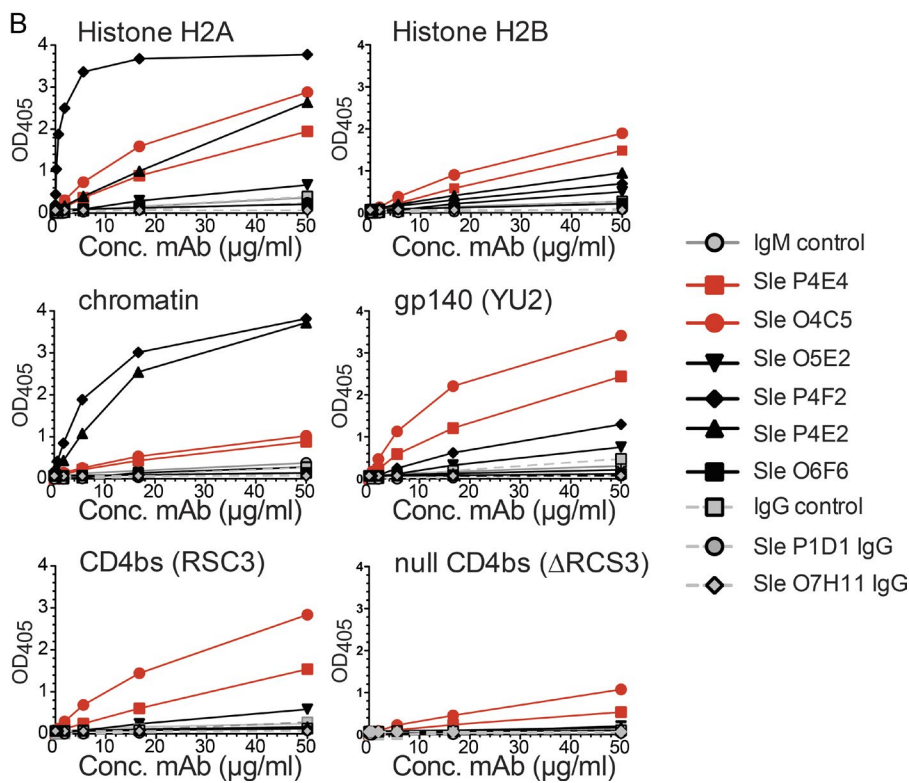 B
Histone H2A
Histone H2B
4
3
2
1
0
OD405
0 10 20 30 40 50
Conc. mAb (µg/ml)
4
3
2
1
0
OD405
0 10 20 30 40 50
Conc. mAb (µg/ml)
chromatin
gp140 (YU2)
4
3
2
1
0
OD405
0 10 20 30 40 50
Conc. mAb (µg/ml)
4
3
2
1
0
OD405
0 10 20 30 40 50
Conc. mAb (µg/ml)
CD4bs (RSC3)
null CD4bs (∆RCS3)
4
3
2
1
0
OD405
0 10 20 30 40 50
Conc. mAb (µg/ml)
4
3
2
1
0
OD405
0 10 20 30 40 50
Conc. mAb (µg/ml)
IgM control
Sle P4E4
Sle O4C5
Sle O5E2
Sle P4F2
Sle P4E2
Sle O6F6
IgG control
Sle P1D1 IgG
Sle O7H11 IgG